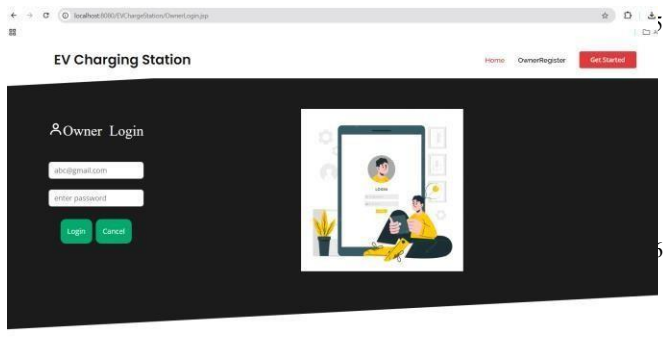 localhost:8080/EVChargeStation/OwnerLogin.jsp
EV Charging Station
Home OwnerRegister Get Started
Owner Login
abc@gmail.com
enter password
Login Cancel
LOGIN